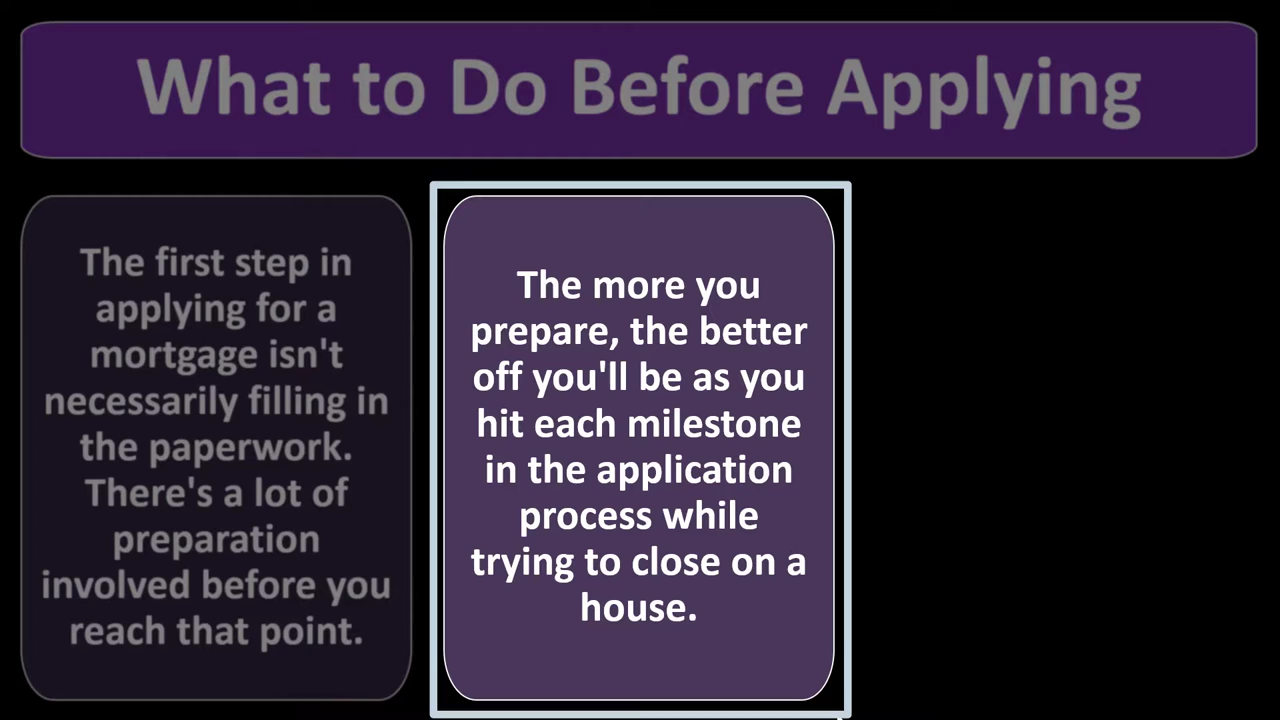 What to Do Before Applying
The first step in
applying for a
mortgage isn't
necessarily filling in
the paperwork.
There's a lot of
preparation
involved before you
reach that point.
The more you
prepare, the better
off you'll be as you
hit each milestone
in the application
process while
trying to close on a
house.